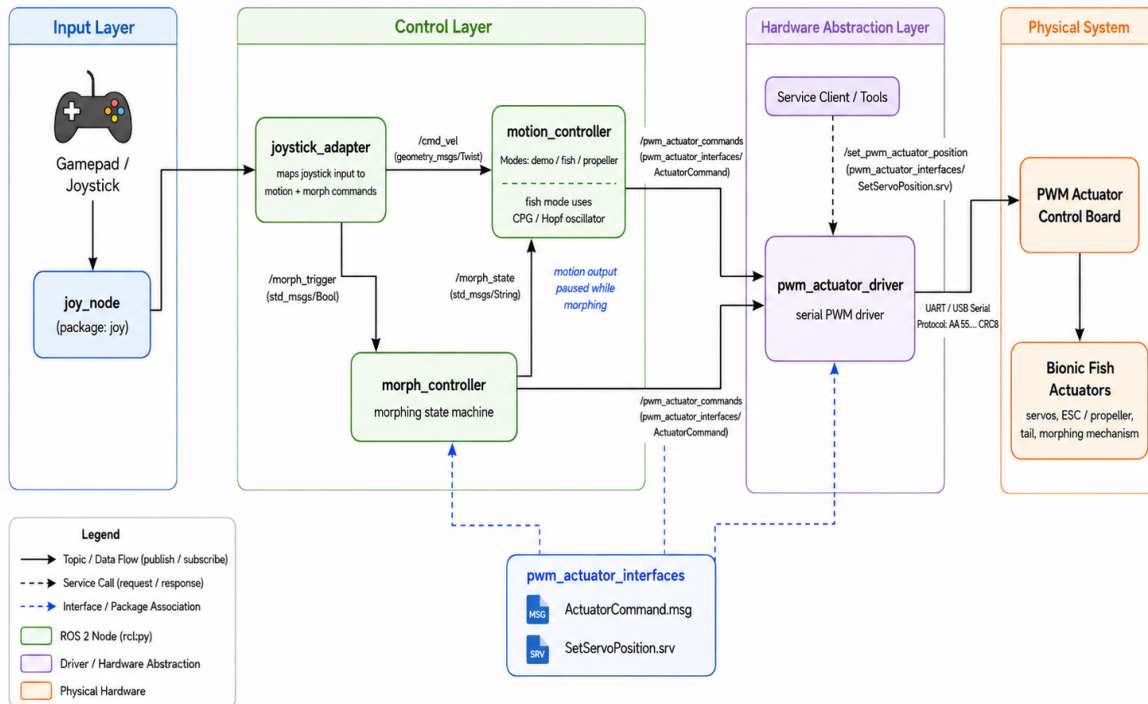 Input Layer
Gamepad /
Joystick
joy_node
(package: joy)
Control Layer
joystick_adapter
maps joystick input to
motion + morph commands
/cmd_vel
(geometry_msgs/Twist)
motion_controller
Modes: demo / fish / propeller
fish mode uses
CPG / Hopf oscillator
/morph_trigger
(std_msgs/Bool)
/morph_state
(std_msgs/String)
motion output
paused while
morphing
morph_controller
morphing state machine
/pwm_actuator_commands
(pwm_actuator_interfaces/
ActuatorCommand)
/pwm_actuator_commands
(pwm_actuator_interfaces/
ActuatorCommand)
Hardware Abstraction Layer
Service Client / Tools
/set_pwm_actuator_position
(pwm_actuator_interfaces/
SetServoPosition.srv)
pwm_actuator_driver
serial PWM driver
UART / USB Serial
Protocol: AA 55.... CRC8
Physical System
PWM Actuator
Control Board
Bionic Fish
Actuators
servos, ESC / propeller,
tail, morphing mechanism
Legend
Topic / Data Flow (publish / subscribe)
Service Call (request / response)
Interface / Package Association
ROS 2 Node (rcl:py)
Driver / Hardware Abstraction
Physical Hardware
pwm_actuator_interfaces
MSG ActuatorCommand.msg
SRV SetServoPosition.srv